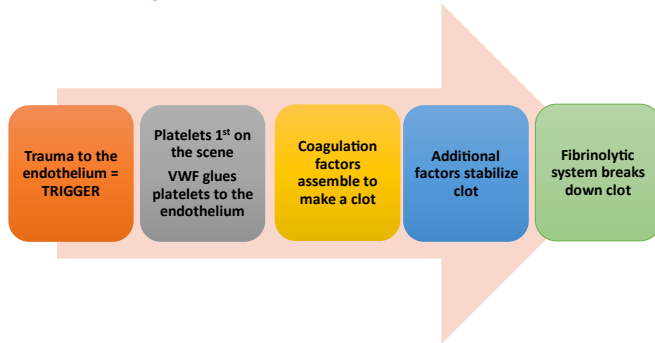 Trauma to the
endothelium =
TRIGGER
Platelets 1st on
the scene
VWF glues
platelets to the
endothelium
Coagulation
factors
assemble to
make a clot
Additional
factors stabilize
clot
Fibrinolytic
system breaks
down clot